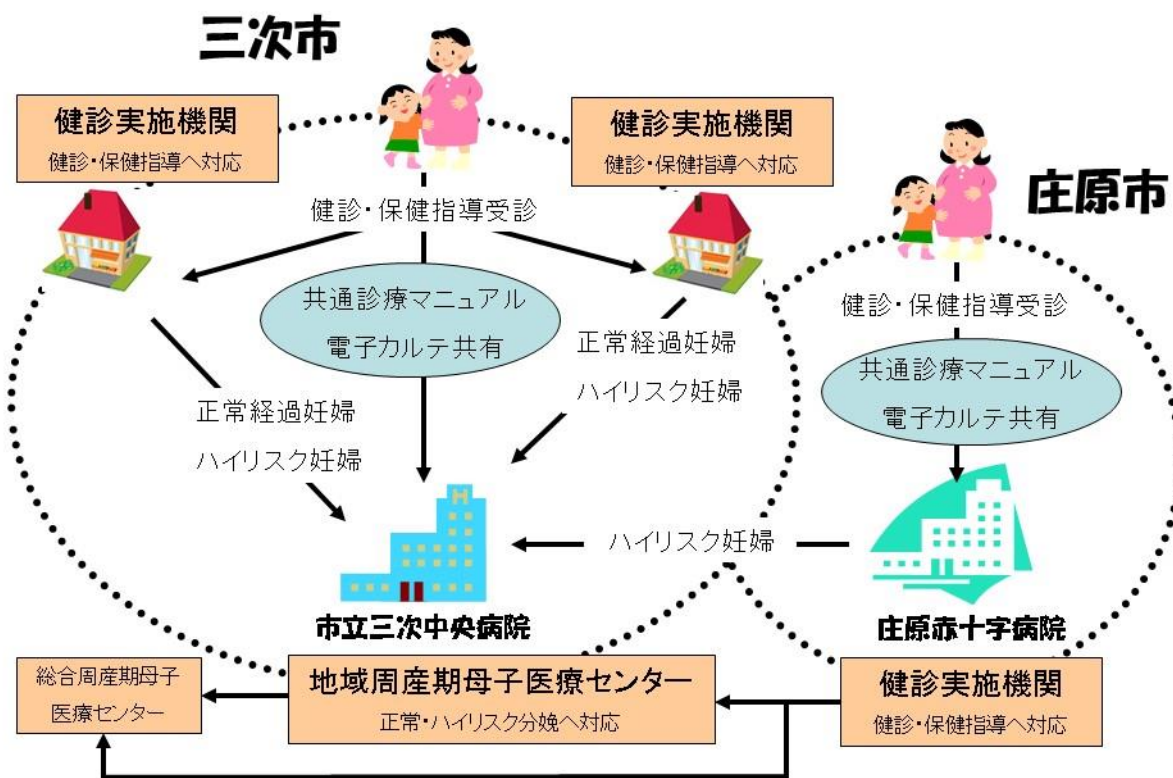 三次市
健診実施機関
健診・保健指導へ対応
健診実施機関
健診・保健指導へ対応
庄原市
健診・保健指導受診
共通診療マニュアル
電子カルテ共有
正常経過妊婦
ハイリスク妊婦
正常経過妊婦
ハイリスク妊婦
健診・保健指導受診
共通診療マニュアル
電子カルテ共有
H
ハイリスク妊婦
市立三次中央病院
庄原赤十字病院
総合周産期母子
医療センター
地域周産期母子医療センター
正常・ハイリスク分娩へ対応
健診実施機関
健診・保健指導へ対応